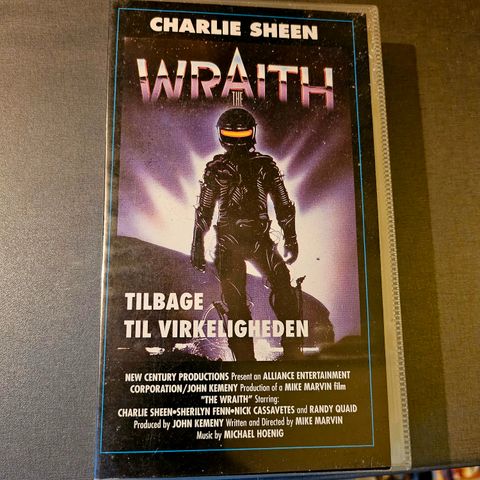 CHARLIE SHEEN
WRAITH
THE
TILBAGE
TIL VIRKELIGHEDEN
NEW CENTURY PRODUCTIONS Present an ALLIANCE ENTERTAINMENT
CORPORATION/JOHN KEMENY Production of a MIKE MARVIN film
"THE WRAITH" Starring:
CHARLIE SHEEN•SHERILYN FENN•NICK CASSAVETES and RANDY QUAID
Produced by JOHN KEMENY Written and Directed by MIKE MARVIN
Music by MICHAEL HOENIG